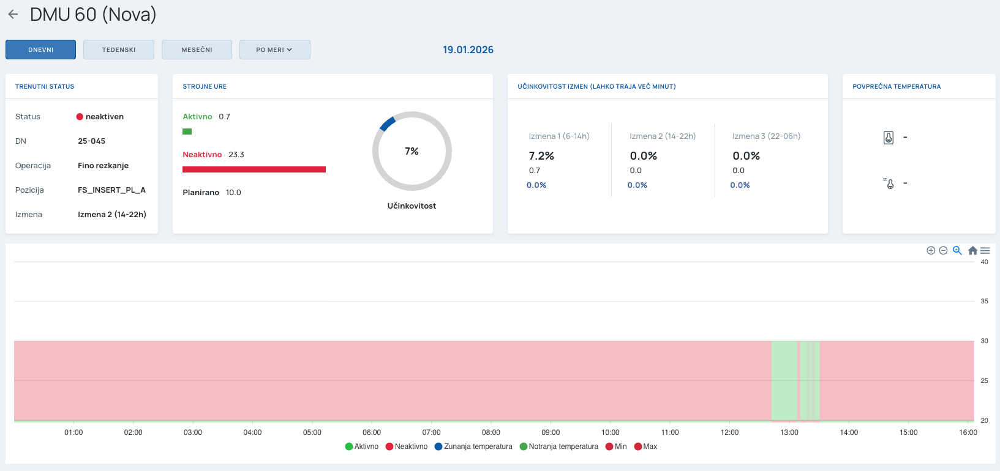 DMU 60 (Nova)
DNEVNI TEDENSKI MESEČNI PO MERI 19.01.2026
TRENUTNI STATUS
Status neaktiven
DN 25-045
Operacija Fino rezkanje
Pozicija FS_INSERT_PL_A
Izmena Izmena 2 (14-22h)
STROJNE URE
Aktivno 0.7
Neaktivno 23.3
Planirano 10.0
7%
Učinkovitost
UČINKOVITOST IZMEN (LAHKO TRAJA VEČ MINUT)
Izmena 1 (6-14h)
7.2%
0.7
0.0%
Izmena 2 (14-22h)
0.0%
0.0
0.0%
Izmena 3 (22-06h)
0.0%
0.0
0.0%
POVPREČNA TEMPERATURA
-
-
40
35
30
25
20
01:00 02:00 03:00 04:00 05:00 06:00 07:00 08:00 09:00 10:00 11:00 12:00 13:00 14:00 15:00 16:00
Aktivno Neaktivno Zunanja temperatura Notranja temperatura Min Max